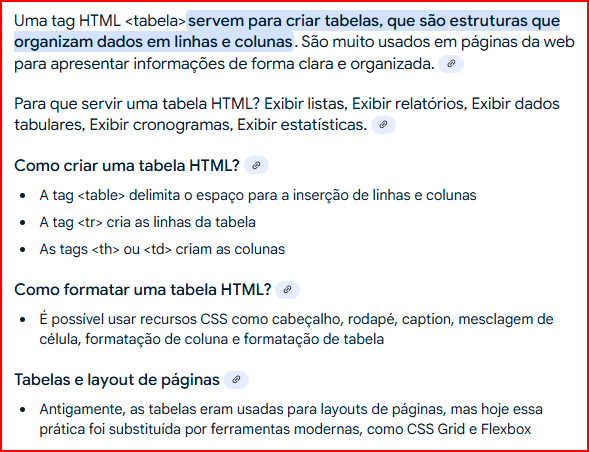 Uma tag HTML <tabela> servem para criar tabelas, que são estruturas que
organizam dados em linhas e colunas. São muito usados em páginas da web
para apresentar informações de forma clara e organizada.
Para que servir uma tabela HTML? Exibir listas, Exibir relatórios, Exibir dados
tabulares, Exibir cronogramas, Exibir estatísticas.
Como criar uma tabela HTML?
• A tag <table> delimita o espaço para a inserção de linhas e colunas
• A tag <tr> cria as linhas da tabela
• As tags <th> ou <td> criam as colunas
Como formatar uma tabela HTML?
• É possível usar recursos CSS como cabeçalho, rodapé, caption, mesclagem de
célula, formatação de coluna e formatação de tabela
Tabelas e layout de páginas
• Antigamente, as tabelas eram usadas para layouts de páginas, mas hoje essa
prática foi substituída por ferramentas modernas, como CSS Grid e Flexbox